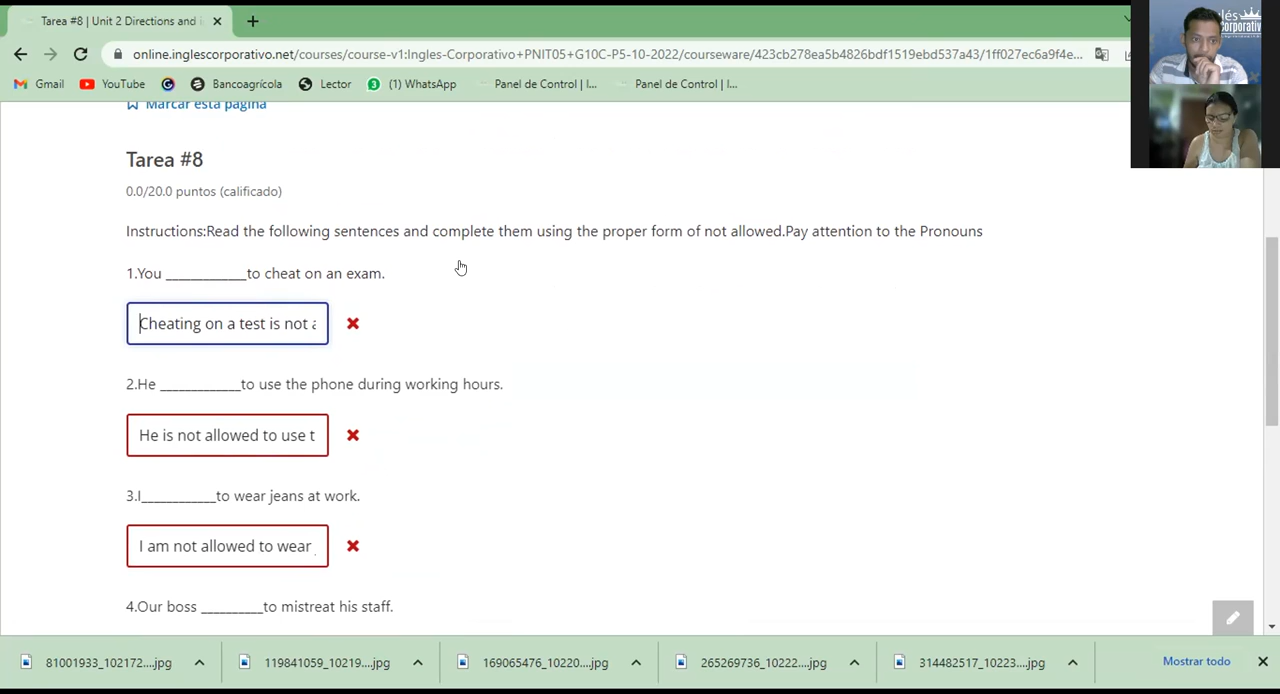 Tarea #8 | Unit 2 Directions and
online.inglescorporativo.net/courses/course-v1:Ingles-Corporativo+PNIT05+G10C-P5-10-2022/courseware/423cb278ea5b4826bdf1519ebd537a43/1ff027ec6a9f4e...
Gmail YouTube Bancoagrícola Lector (1) WhatsApp Panel de Control | I... Panel de Control | I...
Marcar esta página
Tarea #8
0.0/20.0 puntos (calificado)
Instructions:Read the following sentences and complete them using the proper form of not allowed.Pay attention to the Pronouns
1.You ____________to cheat on an exam.
Cheating on a test is not a
2.He ____________to use the phone during working hours.
He is not allowed to use t
3.I___________to wear jeans at work.
I am not allowed to wear
4.Our boss _________to mistreat his staff.
81001933_102172....jpg 119841059_10219....jpg 169065476_10220....jpg 265269736_10222....jpg 314482517_10223....jpg Mostrar todo